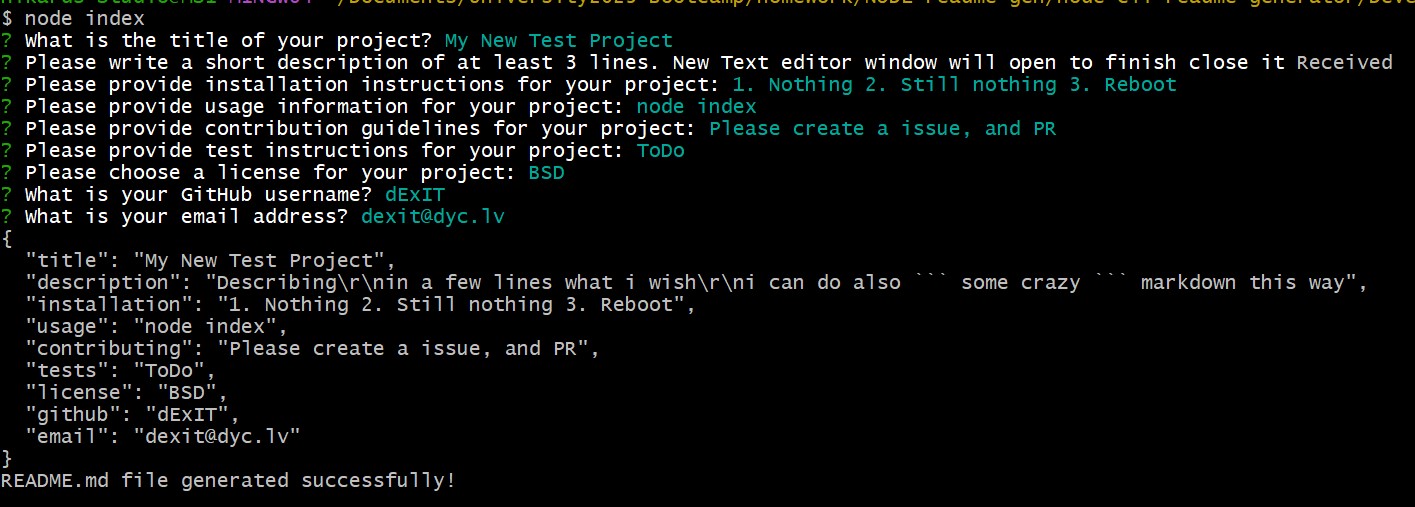 $ node index
? What is the title of your project? My New Test Project
? Please write a short description of at least 3 lines. New Text editor window will open to finish close it Received
? Please provide installation instructions for your project: 1. Nothing 2. Still nothing 3. Reboot
? Please provide usage information for your project: node index
? Please provide contribution guidelines for your project: Please create a issue, and PR
? Please provide test instructions for your project: ToDo
? Please choose a license for your project: BSD
? What is your GitHub username? dExIT
? What is your email address? dexit@dyc.lv
{
  "title": "My New Test Project",
  "description": "Describing\r\nin a few lines what i wish\r\ni can do also ``` some crazy ``` markdown this way",
  "installation": "1. Nothing 2. Still nothing 3. Reboot",
  "usage": "node index",
  "contributing": "Please create a issue, and PR",
  "tests": "ToDo",
  "license": "BSD",
  "github": "dExIT",
  "email": "dexit@dyc.lv"
}
README.md file generated successfully!